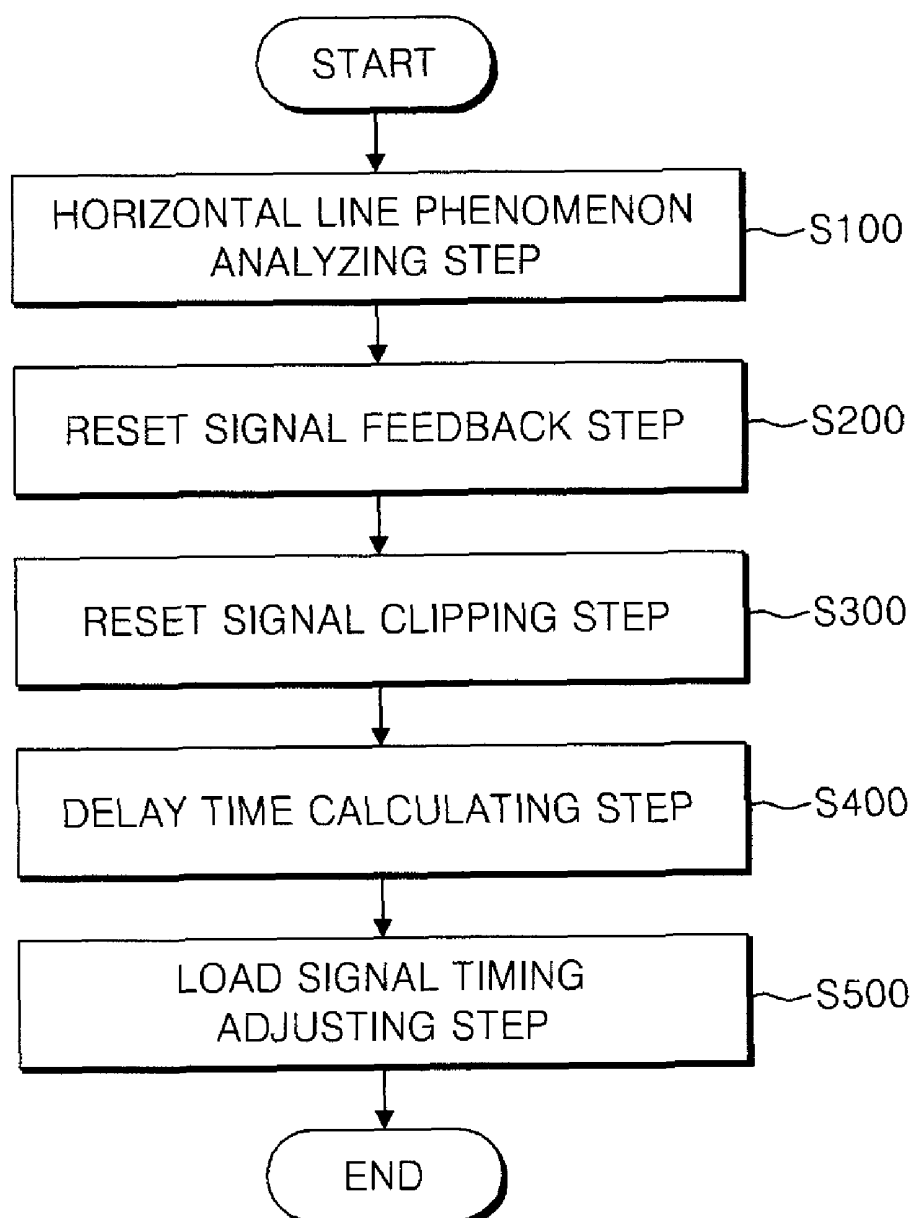 START
HORIZONTAL LINE PHENOMENON
ANALYZING STEP
S100
RESET SIGNAL FEEDBACK STEP
S200
RESET SIGNAL CLIPPING STEP
S300
DELAY TIME CALCULATING STEP
S400
LOAD SIGNAL TIMING
ADJUSTING STEP
S500
END